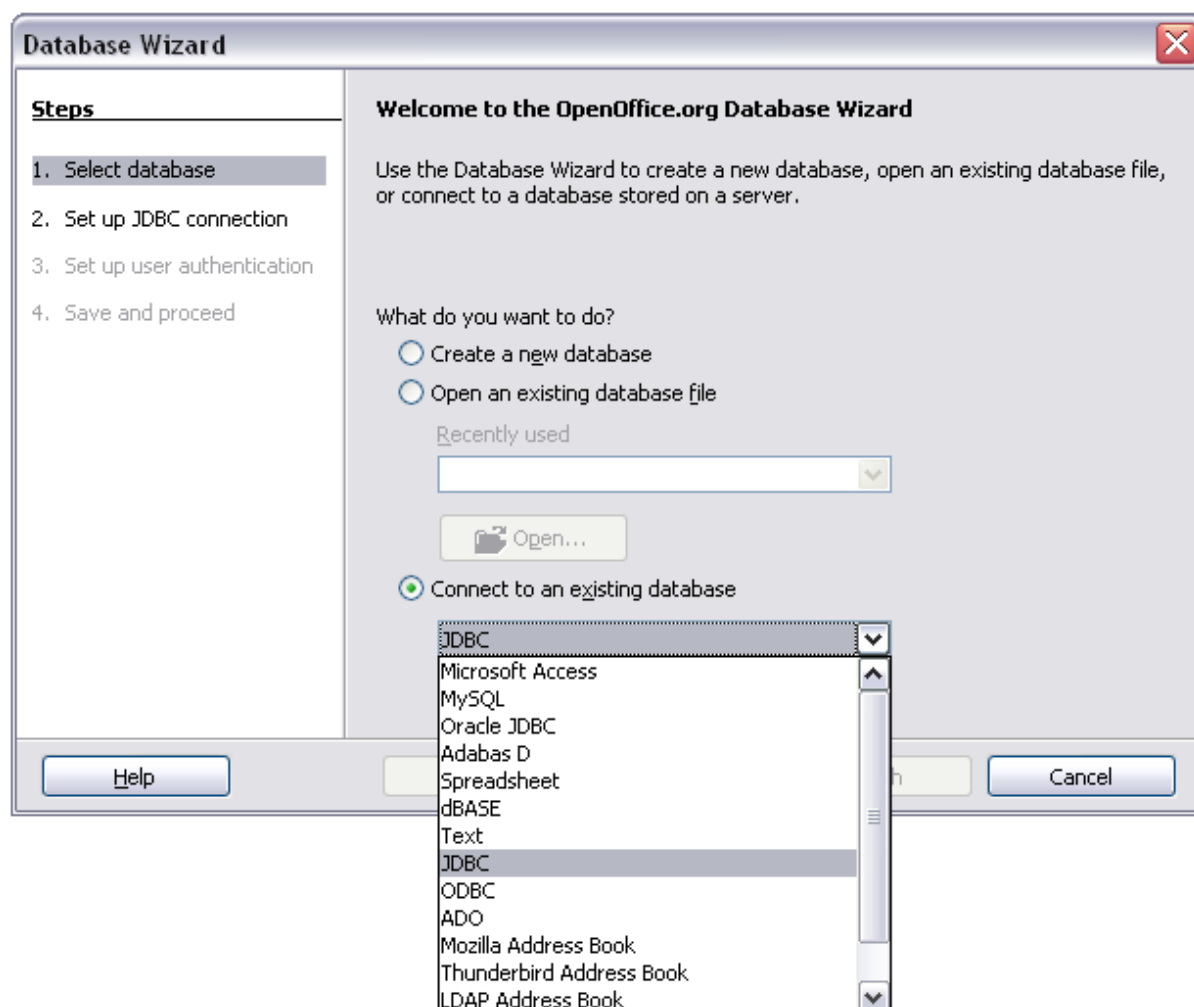 Database Wizard
Steps
1. Select database
2. Set up JDBC connection
3. Set up user authentication
4. Save and proceed
Welcome to the OpenOffice.org Database Wizard
Use the Database Wizard to create a new database, open an existing database file,
or connect to a database stored on a server.
What do you want to do?
Create a new database
Open an existing database file
Recently used
Open...
Connect to an existing database
JDBC
Microsoft Access
MySQL
Oracle JDBC
Adabas D
Spreadsheet
dBASE
Text
JDBC
ODBC
ADO
Mozilla Address Book
Thunderbird Address Book
LDAP Address Book
Help
Cancel